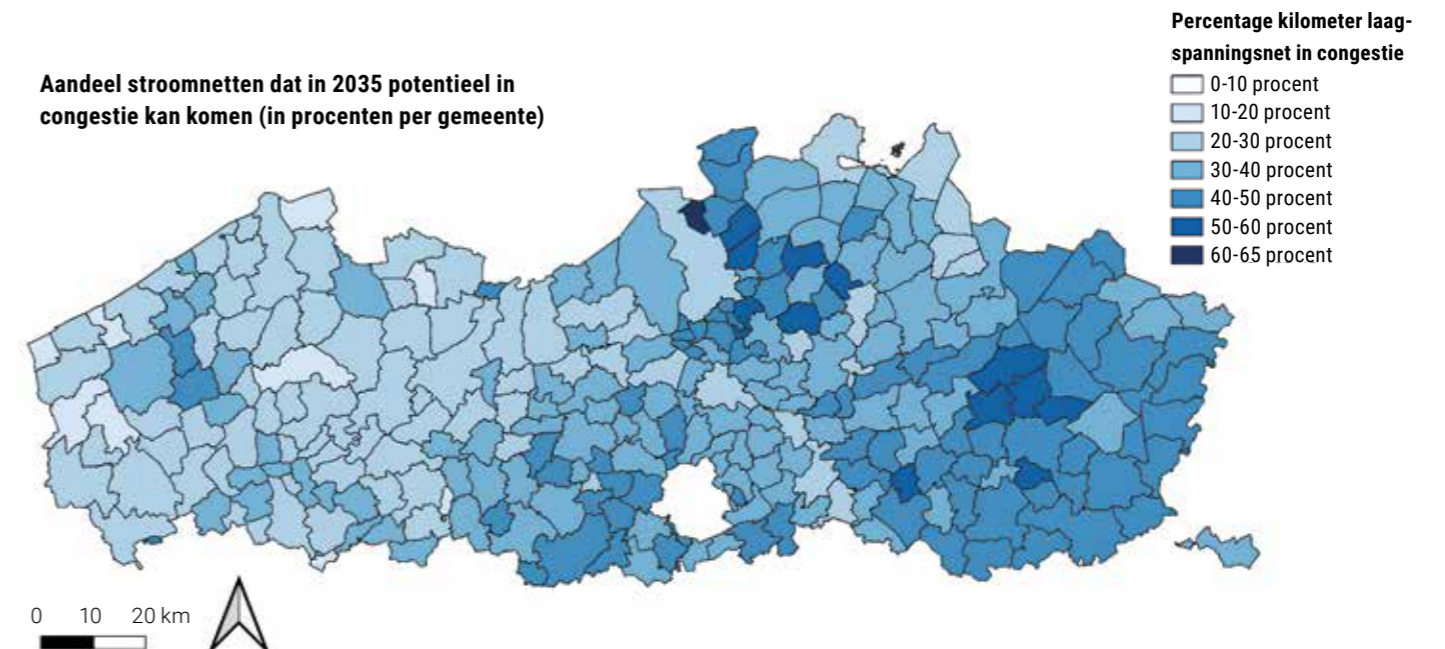 Percentage kilometer laag-
spanningsnet in congestie
0-10 procent
10-20 procent
20-30 procent
30-40 procent
40-50 procent
50-60 procent
60-65 procent
Aandeel stroomnetten dat in 2035 potentieel in
congestie kan komen (in procenten per gemeente)
0 10 20 km